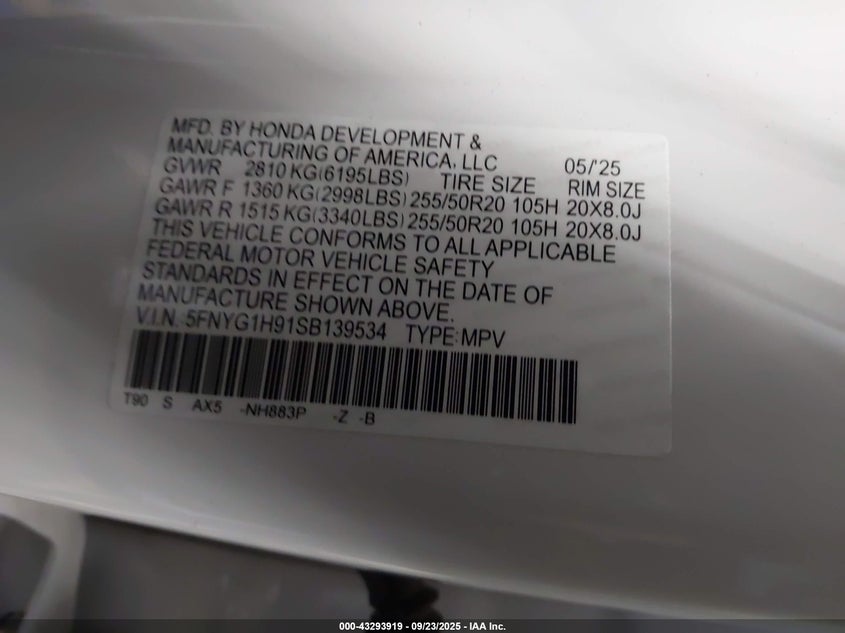 MFD. BY HONDA DEVELOPMENT &
MANUFACTURING OF AMERICA, LLC 05/'25
GVWR 2810 KG(6195LBS) TIRE SIZE RIM SIZE
GAWR F 1360 KG(2998LBS) 255/50R20 105H 20X8.0J
GAWR R 1515 KG(3340LBS) 255/50R20 105H 20X8.0J
THIS VEHICLE CONFORMS TO ALL APPLICABLE
FEDERAL MOTOR VEHICLE SAFETY
STANDARDS IN EFFECT ON THE DATE OF
MANUFACTURE SHOWN ABOVE.
V.I.N. 5FNYG1H91SB139534 TYPE:MPV
T90 S AX5 -NH883P -Z -B
000-43293919 - 09/23/2025 - IAA Inc.